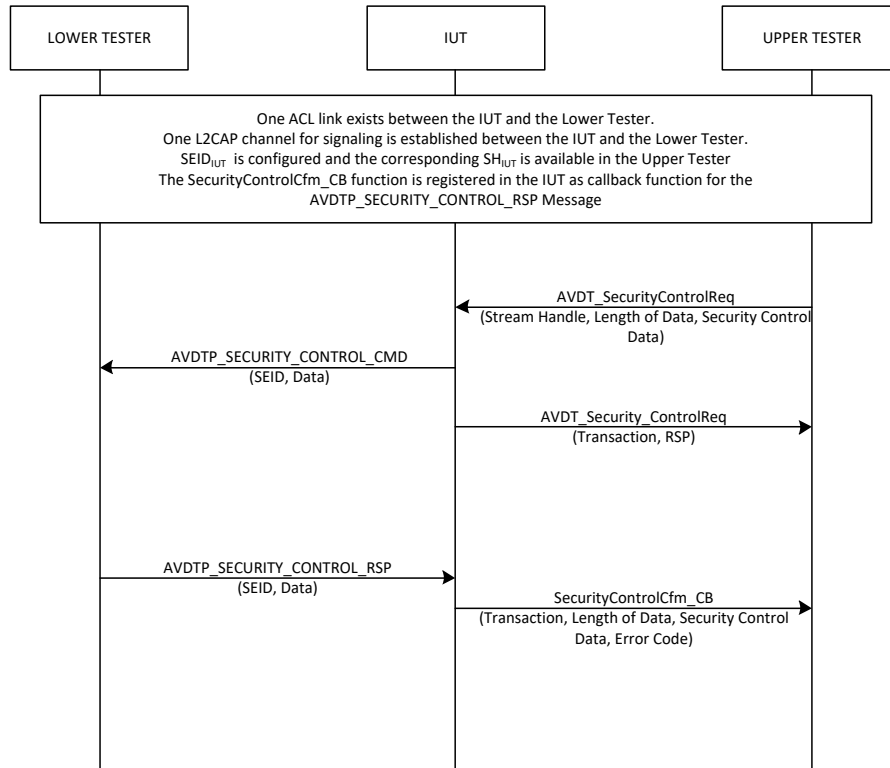 LOWER TESTER
IUT
UPPER TESTER
One ACL link exists between the IUT and the Lower Tester.
One L2CAP channel for signaling is established between the IUT and the Lower Tester.
SEIDIUT is configured and the corresponding SHIUT is available in the Upper Tester
The SecurityControlCfm_CB function is registered in the IUT as callback function for the
AVDTP_SECURITY_CONTROL_RSP Message
AVDT_SecurityControlReq
(Stream Handle, Length of Data, Security Control
Data)
AVDTP_SECURITY_CONTROL_CMD
(SEID, Data)
AVDT_Security_ControlReq
(Transaction, RSP)
AVDTP_SECURITY_CONTROL_RSP
(SEID, Data)
SecurityControlCfm_CB
(Transaction, Length of Data, Security Control
Data, Error Code)